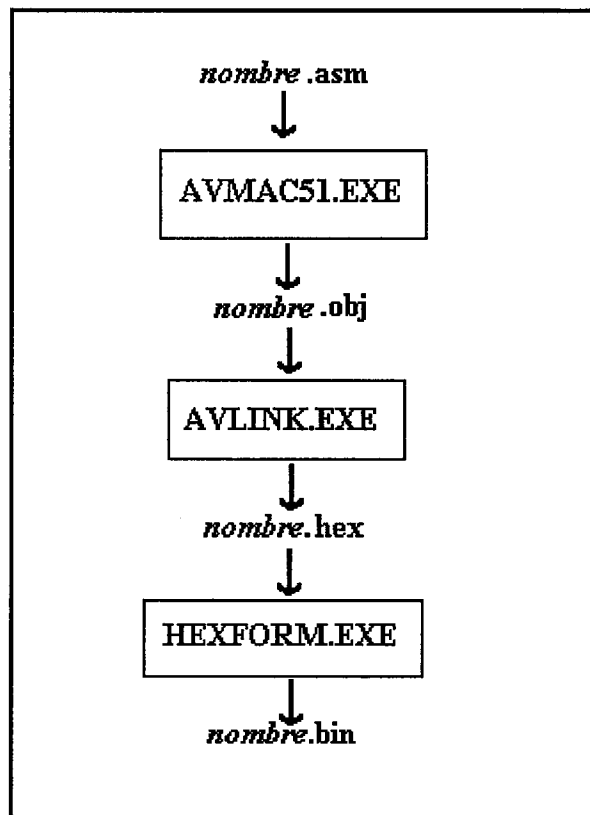 nombre .asm
AVMAC51.EXE
nombre .obj
AVLINK.EXE
nombre.hex
HEXFORM.EXE
nombre.bin